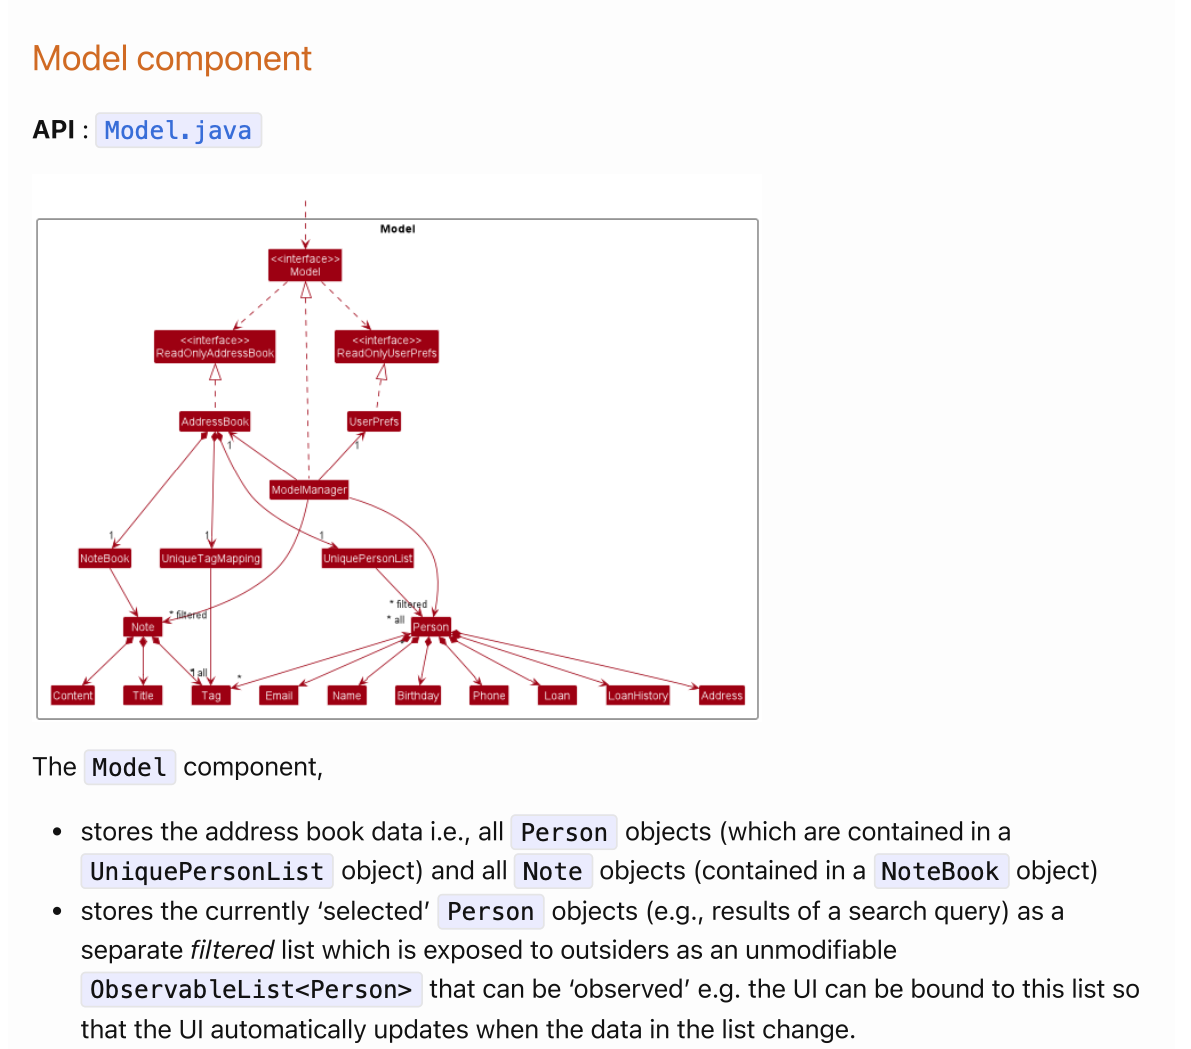 Model component
API : Model.java
Model
<<interface>>
Model
<<interface>>
ReadOnlyAddressBook
<<interface>>
ReadOnlyUserPrefs
AddressBook
UserPrefs
1
1
ModelManager
1
1
1
NoteBook
UniqueTagMapping
UniquePersonList
* filtered
* filtered
* all
Note
Person
* all
*
Content
Title
Tag
Email
Name
Birthday
Phone
Loan
LoanHistory
Address
The Model component,
• stores the address book data i.e., all Person objects (which are contained in a
UniquePersonList object) and all Note objects (contained in a NoteBook object)
• stores the currently ‘selected’ Person objects (e.g., results of a search query) as a
separate filtered list which is exposed to outsiders as an unmodifiable
ObservableList<Person> that can be ‘observed’ e.g. the UI can be bound to this list so
that the UI automatically updates when the data in the list change.